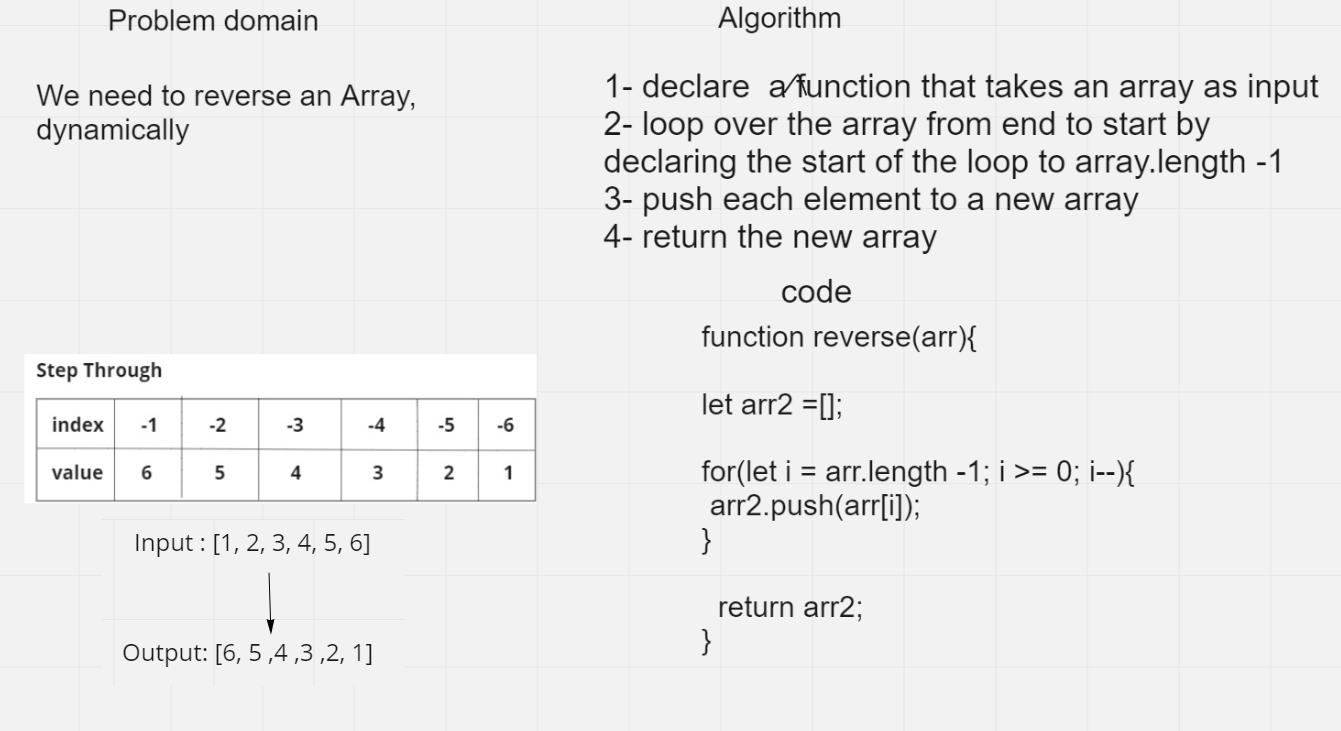 Problem domain
We need to reverse an Array,
dynamically
Step Through
index -1 -2 -3 -4 -5 -6
value 6 5 4 3 2 1
Input : [1, 2, 3, 4, 5, 6]
Output: [6, 5 ,4 ,3 ,2, 1]
Algorithm
1- declare a function that takes an array as input
2- loop over the array from end to start by
declaring the start of the loop to array.length -1
3- push each element to a new array
4- return the new array
code
function reverse(arr){
let arr2 =[];
for(let i = arr.length -1; i >= 0; i--){
arr2.push(arr[i]);
}
return arr2;
}